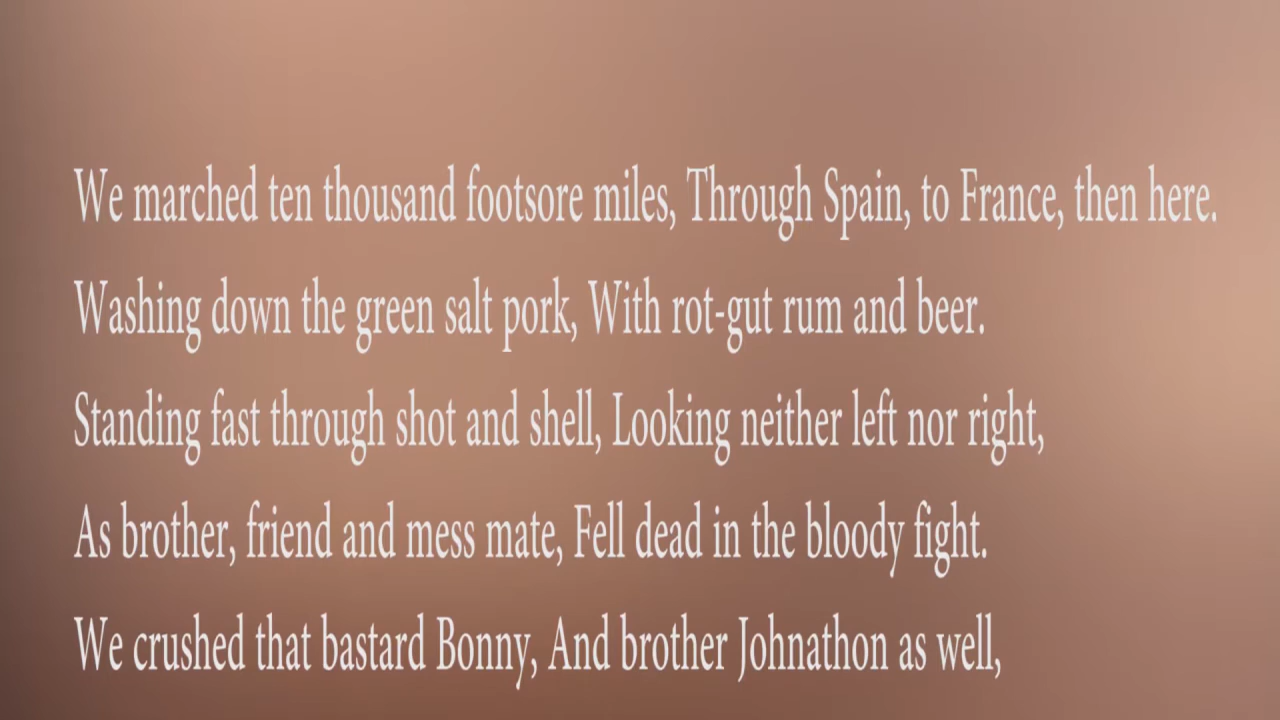 We marched ten thousand footsore miles, Through Spain, to France, then here.
Washing down the green salt pork, With rot-gut rum and beer.
Standing fast through shot and shell, Looking neither left nor right,
As brother, friend and mess mate, Fell dead in the bloody fight.
We crushed that bastard Bonny, And brother Johnathon as well,